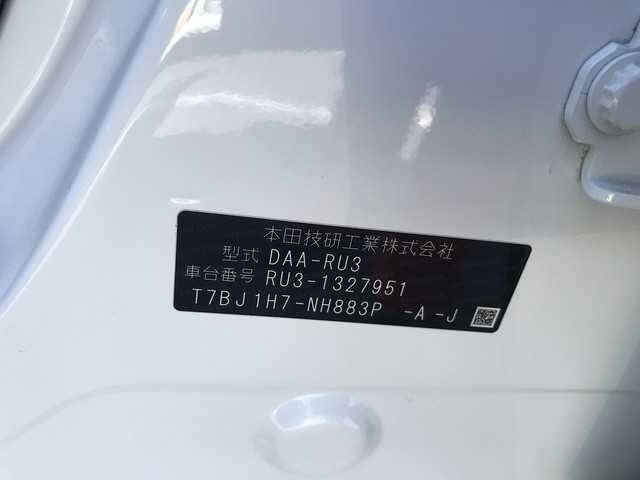 本田技研工業株式会社
型式 DAA-RU3
車台番号 RU3-1327951
T7BJ1H7-NH883P -A -J